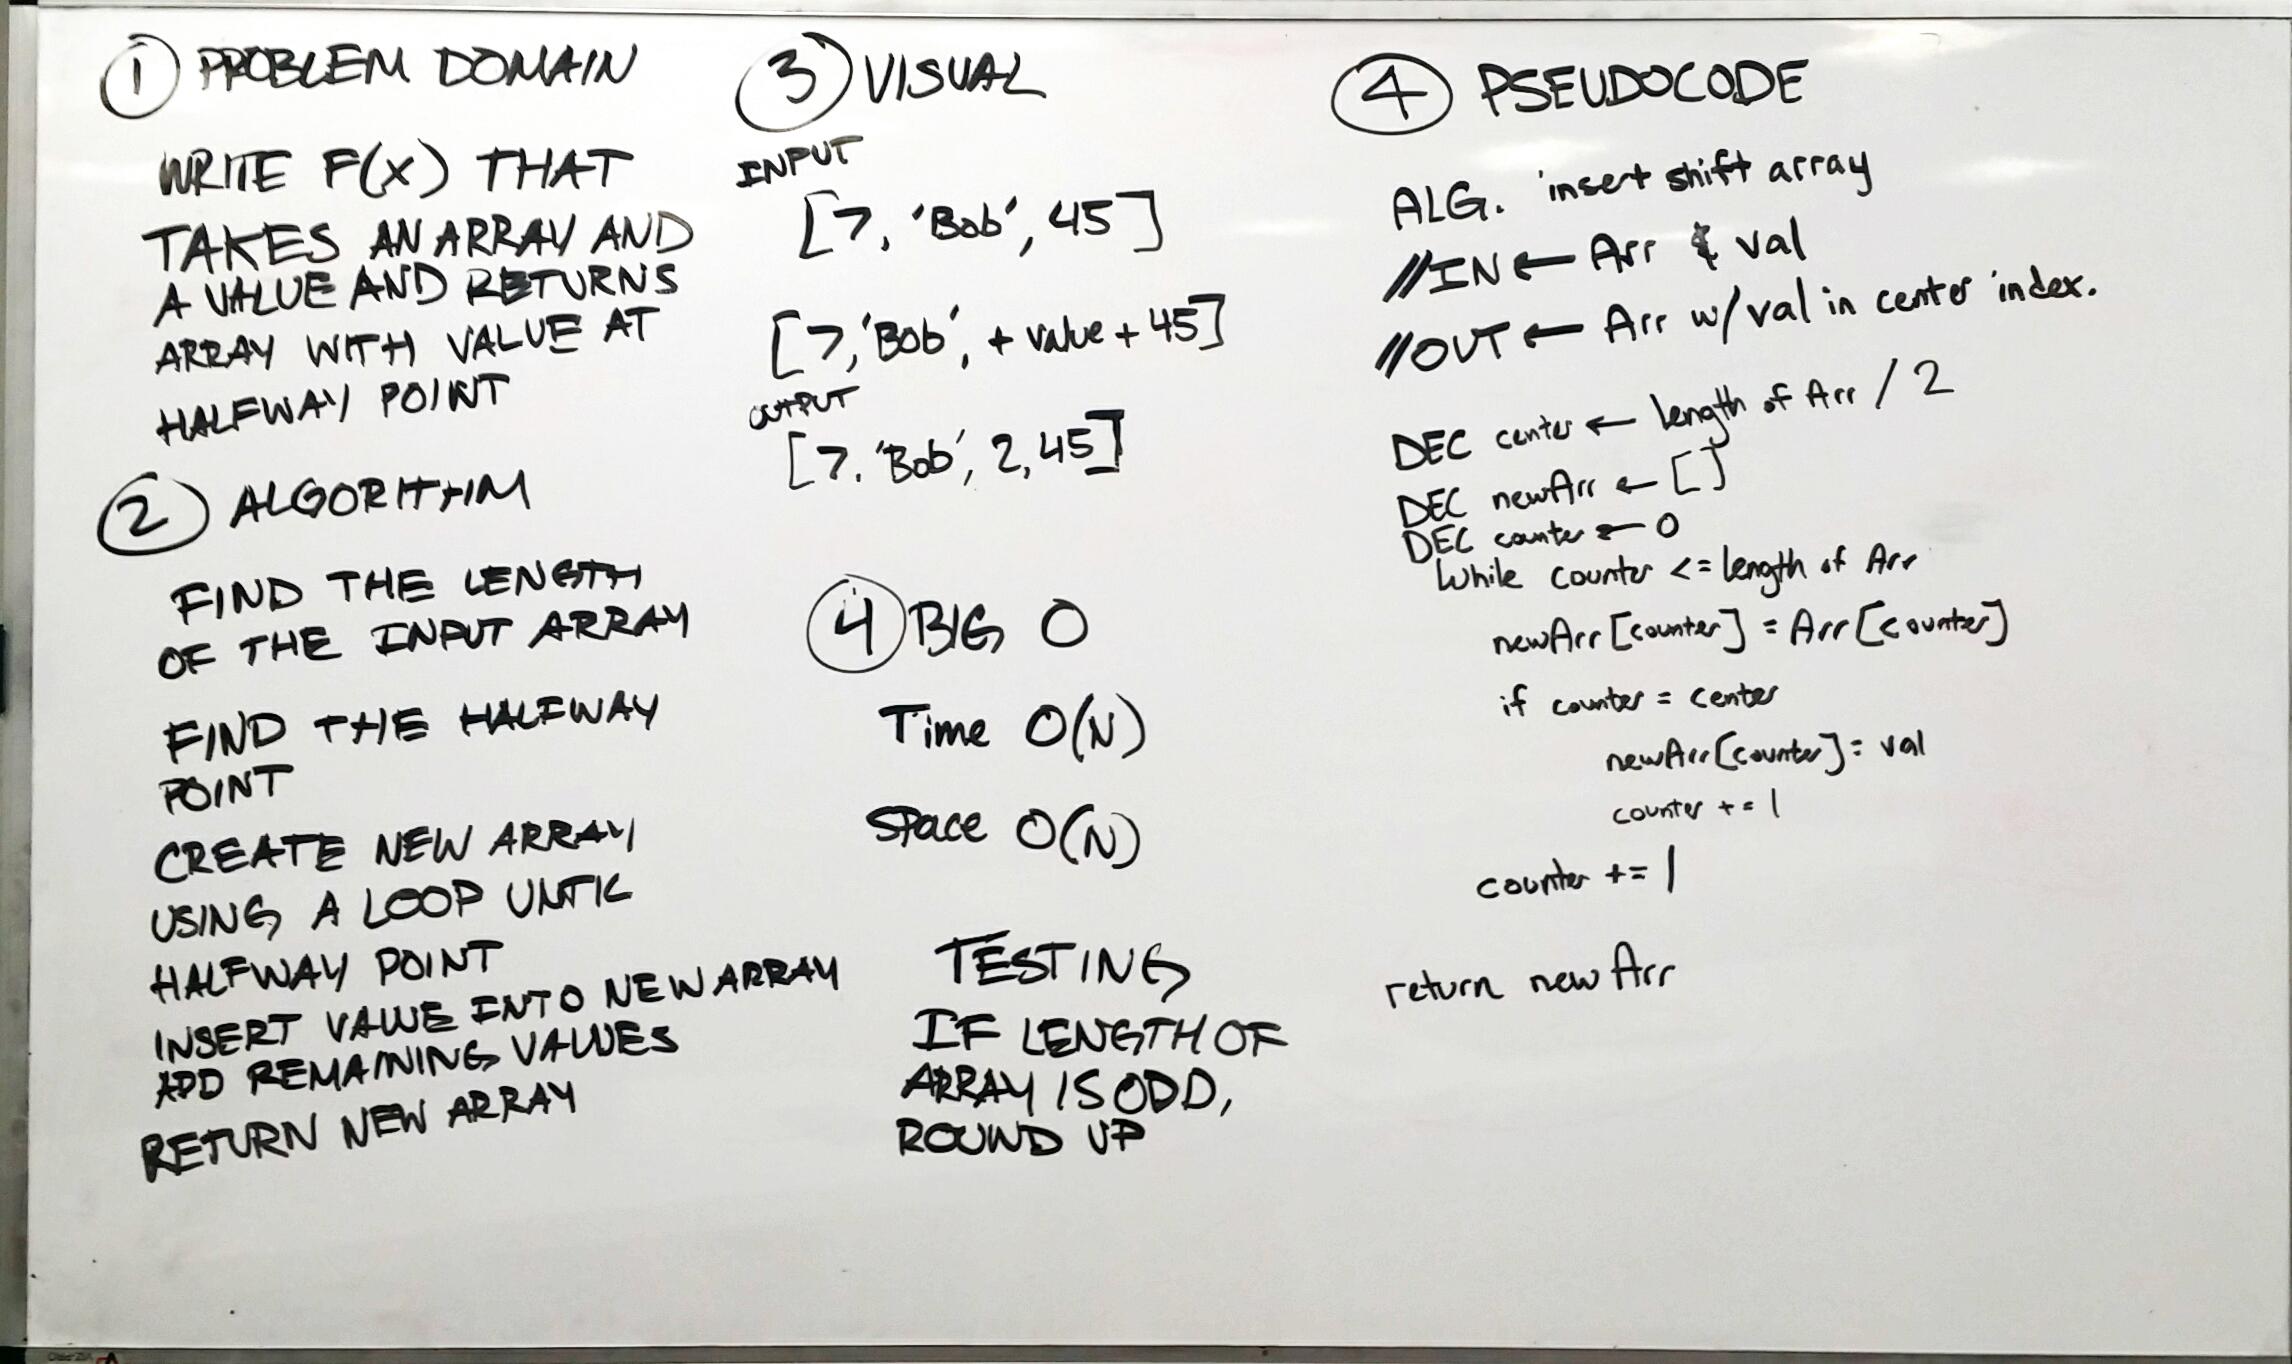 1 PROBLEM DOMAIN
WRITE F(X) THAT
TAKES AN ARRAY AND
A VALUE AND RETURNS
ARRAY WITH VALUE AT
HALFWAY POINT
2 ALGORITHM
FIND THE LENGTH
OF THE INPUT ARRAY
FIND THE HALFWAY
POINT
CREATE NEW ARRAY
USING A LOOP UNTIL
HALFWAY POINT
INSERT VALUE INTO NEW ARRAY
ADD REMAINING VALUES
RETURN NEW ARRAY
3 VISUAL
INPUT
[7, 'Bob', 45]
[7, 'Bob', + value + 45]
OUTPUT
[7, 'Bob', 2, 45]
4 BIG O
Time O(N)
Space O(N)
TESTING
IF LENGTH OF
ARRAY IS ODD,
ROUND UP
4 PSEUDOCODE
ALG. insert shift array
//IN ← Arr & val
//OUT ← Arr w/ val in center index.
DEC center ← length of Arr / 2
DEC newArr ← []
DEC counter ← 0
While counter <= length of Arr
newArr[counter] = Arr[counter]
if counter = center
newArr[counter] = val
counter += 1
counter += 1
return newArr